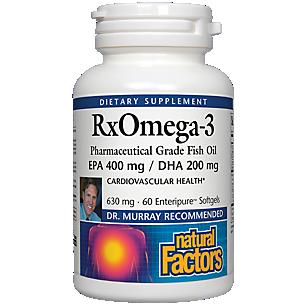 DIETARY SUPPLEMENT
RxOmega-3
Pharmaceutical Grade Fish Oil
EPA 400 mg / DHA 200 mg
CARDIOVASCULAR HEALTH*
630 mg · 60 Enteripure™ Softgels
DR. MURRAY RECOMMENDED
natural
Factors®